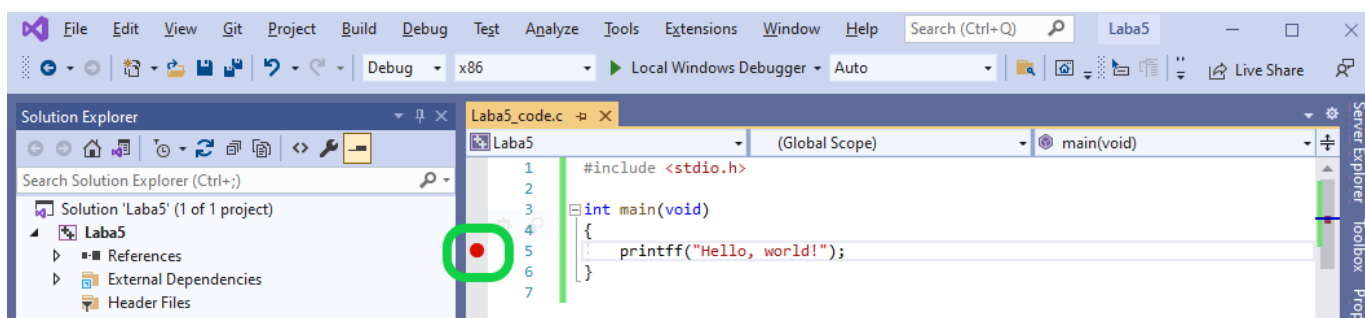 File Edit View Git Project Build Debug Test Analyze Tools Extensions Window Help Search (Ctrl+Q) Laba5
Debug x86 Local Windows Debugger Auto Live Share
Solution Explorer
Search Solution Explorer (Ctrl+;)
Solution 'Laba5' (1 of 1 project)
Laba5
References
External Dependencies
Header Files
Laba5_code.c
Laba5 (Global Scope) main(void)
1 #include <stdio.h>
2
3 int main(void)
4 {
5 printff("Hello, world!");
6 }
7
Server Explorer
Toolbox
Prop